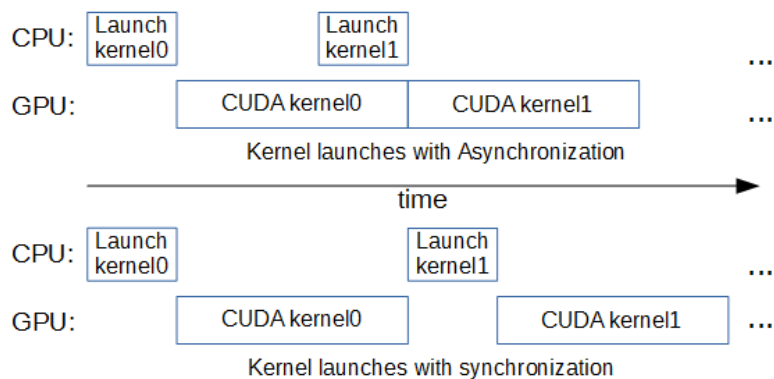 CPU: Launch kernel0 Launch kernel1 ...
GPU: CUDA kernel0 CUDA kernel1 ...
Kernel launches with Asynchronization
time
CPU: Launch kernel0 Launch kernel1 ...
GPU: CUDA kernel0 CUDA kernel1 ...
Kernel launches with synchronization